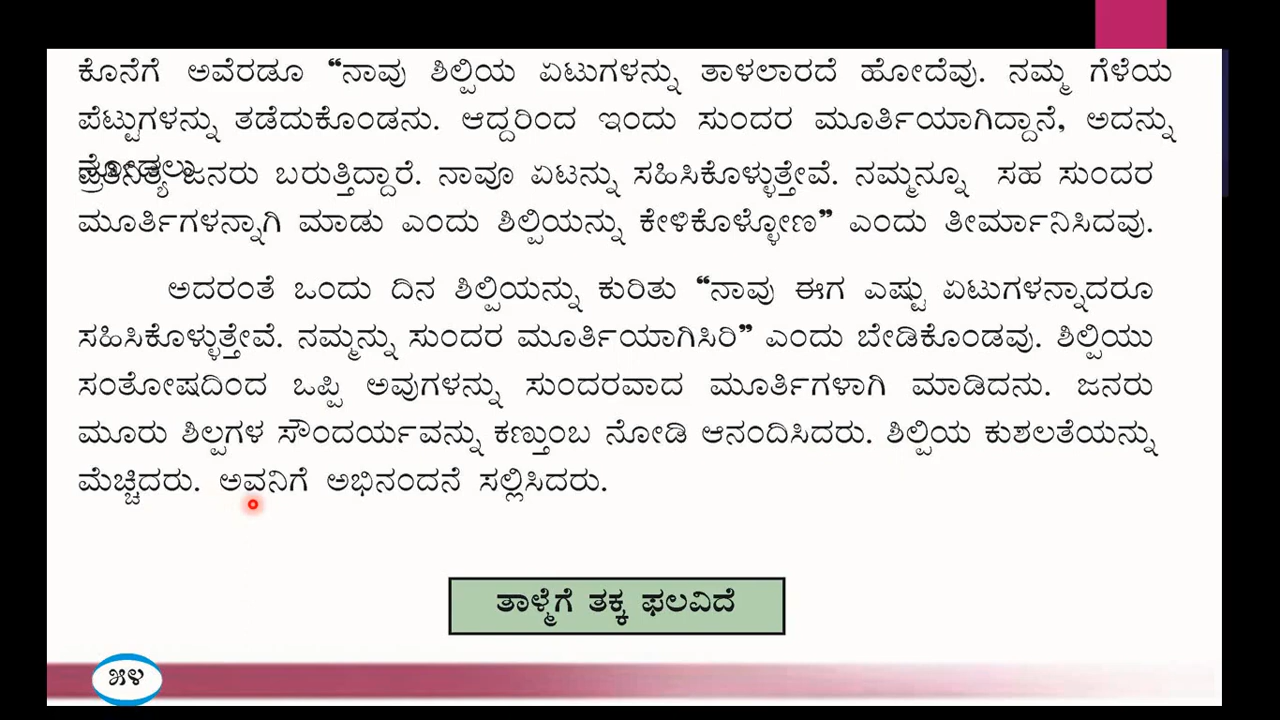 ಕೊನೆಗೆ ಅವೆರಡೂ “ನಾವು ಶಿಲ್ಪಿಯ ಏಟುಗಳನ್ನು ತಾಳಲಾರದೆ ಹೋದೆವು. ನಮ್ಮ ಗೆಳೆಯ
ಪೆಟ್ಟುಗಳನ್ನು ತಡೆದುಕೊಂಡನು. ಆದ್ದರಿಂದ ಇಂದು ಸುಂದರ ಮೂರ್ತಿಯಾಗಿದ್ದಾನೆ, ಅದನ್ನು
ನೋಡಲು
ಪ್ರತಿನಿತ್ಯ ಜನರು ಬರುತ್ತಿದ್ದಾರೆ. ನಾವೂ ಏಟನ್ನು ಸಹಿಸಿಕೊಳ್ಳುತ್ತೇವೆ. ನಮ್ಮನ್ನೂ ಸಹ ಸುಂದರ
ಮೂರ್ತಿಗಳನ್ನಾಗಿ ಮಾಡು ಎಂದು ಶಿಲ್ಪಿಯನ್ನು ಕೇಳಿಕೊಳ್ಳೋಣ” ಎಂದು ತೀರ್ಮಾನಿಸಿದವು.
ಅದರಂತೆ ಒಂದು ದಿನ ಶಿಲ್ಪಿಯನ್ನು ಕುರಿತು “ನಾವು ಈಗ ಎಷ್ಟು ಏಟುಗಳನ್ನಾದರೂ
ಸಹಿಸಿಕೊಳ್ಳುತ್ತೇವೆ. ನಮ್ಮನ್ನು ಸುಂದರ ಮೂರ್ತಿಯಾಗಿಸಿರಿ” ಎಂದು ಬೇಡಿಕೊಂಡವು. ಶಿಲ್ಪಿಯು
ಸಂತೋಷದಿಂದ ಒಪ್ಪಿ ಅವುಗಳನ್ನು ಸುಂದರವಾದ ಮೂರ್ತಿಗಳಾಗಿ ಮಾಡಿದನು. ಜನರು
ಮೂರು ಶಿಲ್ಪಗಳ ಸೌಂದರ್ಯವನ್ನು ಕಣ್ತುಂಬ ನೋಡಿ ಆನಂದಿಸಿದರು. ಶಿಲ್ಪಿಯ ಕುಶಲತೆಯನ್ನು
ಮೆಚ್ಚಿದರು. ಅವನಿಗೆ ಅಭಿನಂದನೆ ಸಲ್ಲಿಸಿದರು.
ತಾಳ್ಮೆಗೆ ತಕ್ಕ ಫಲವಿದೆ
೫೪